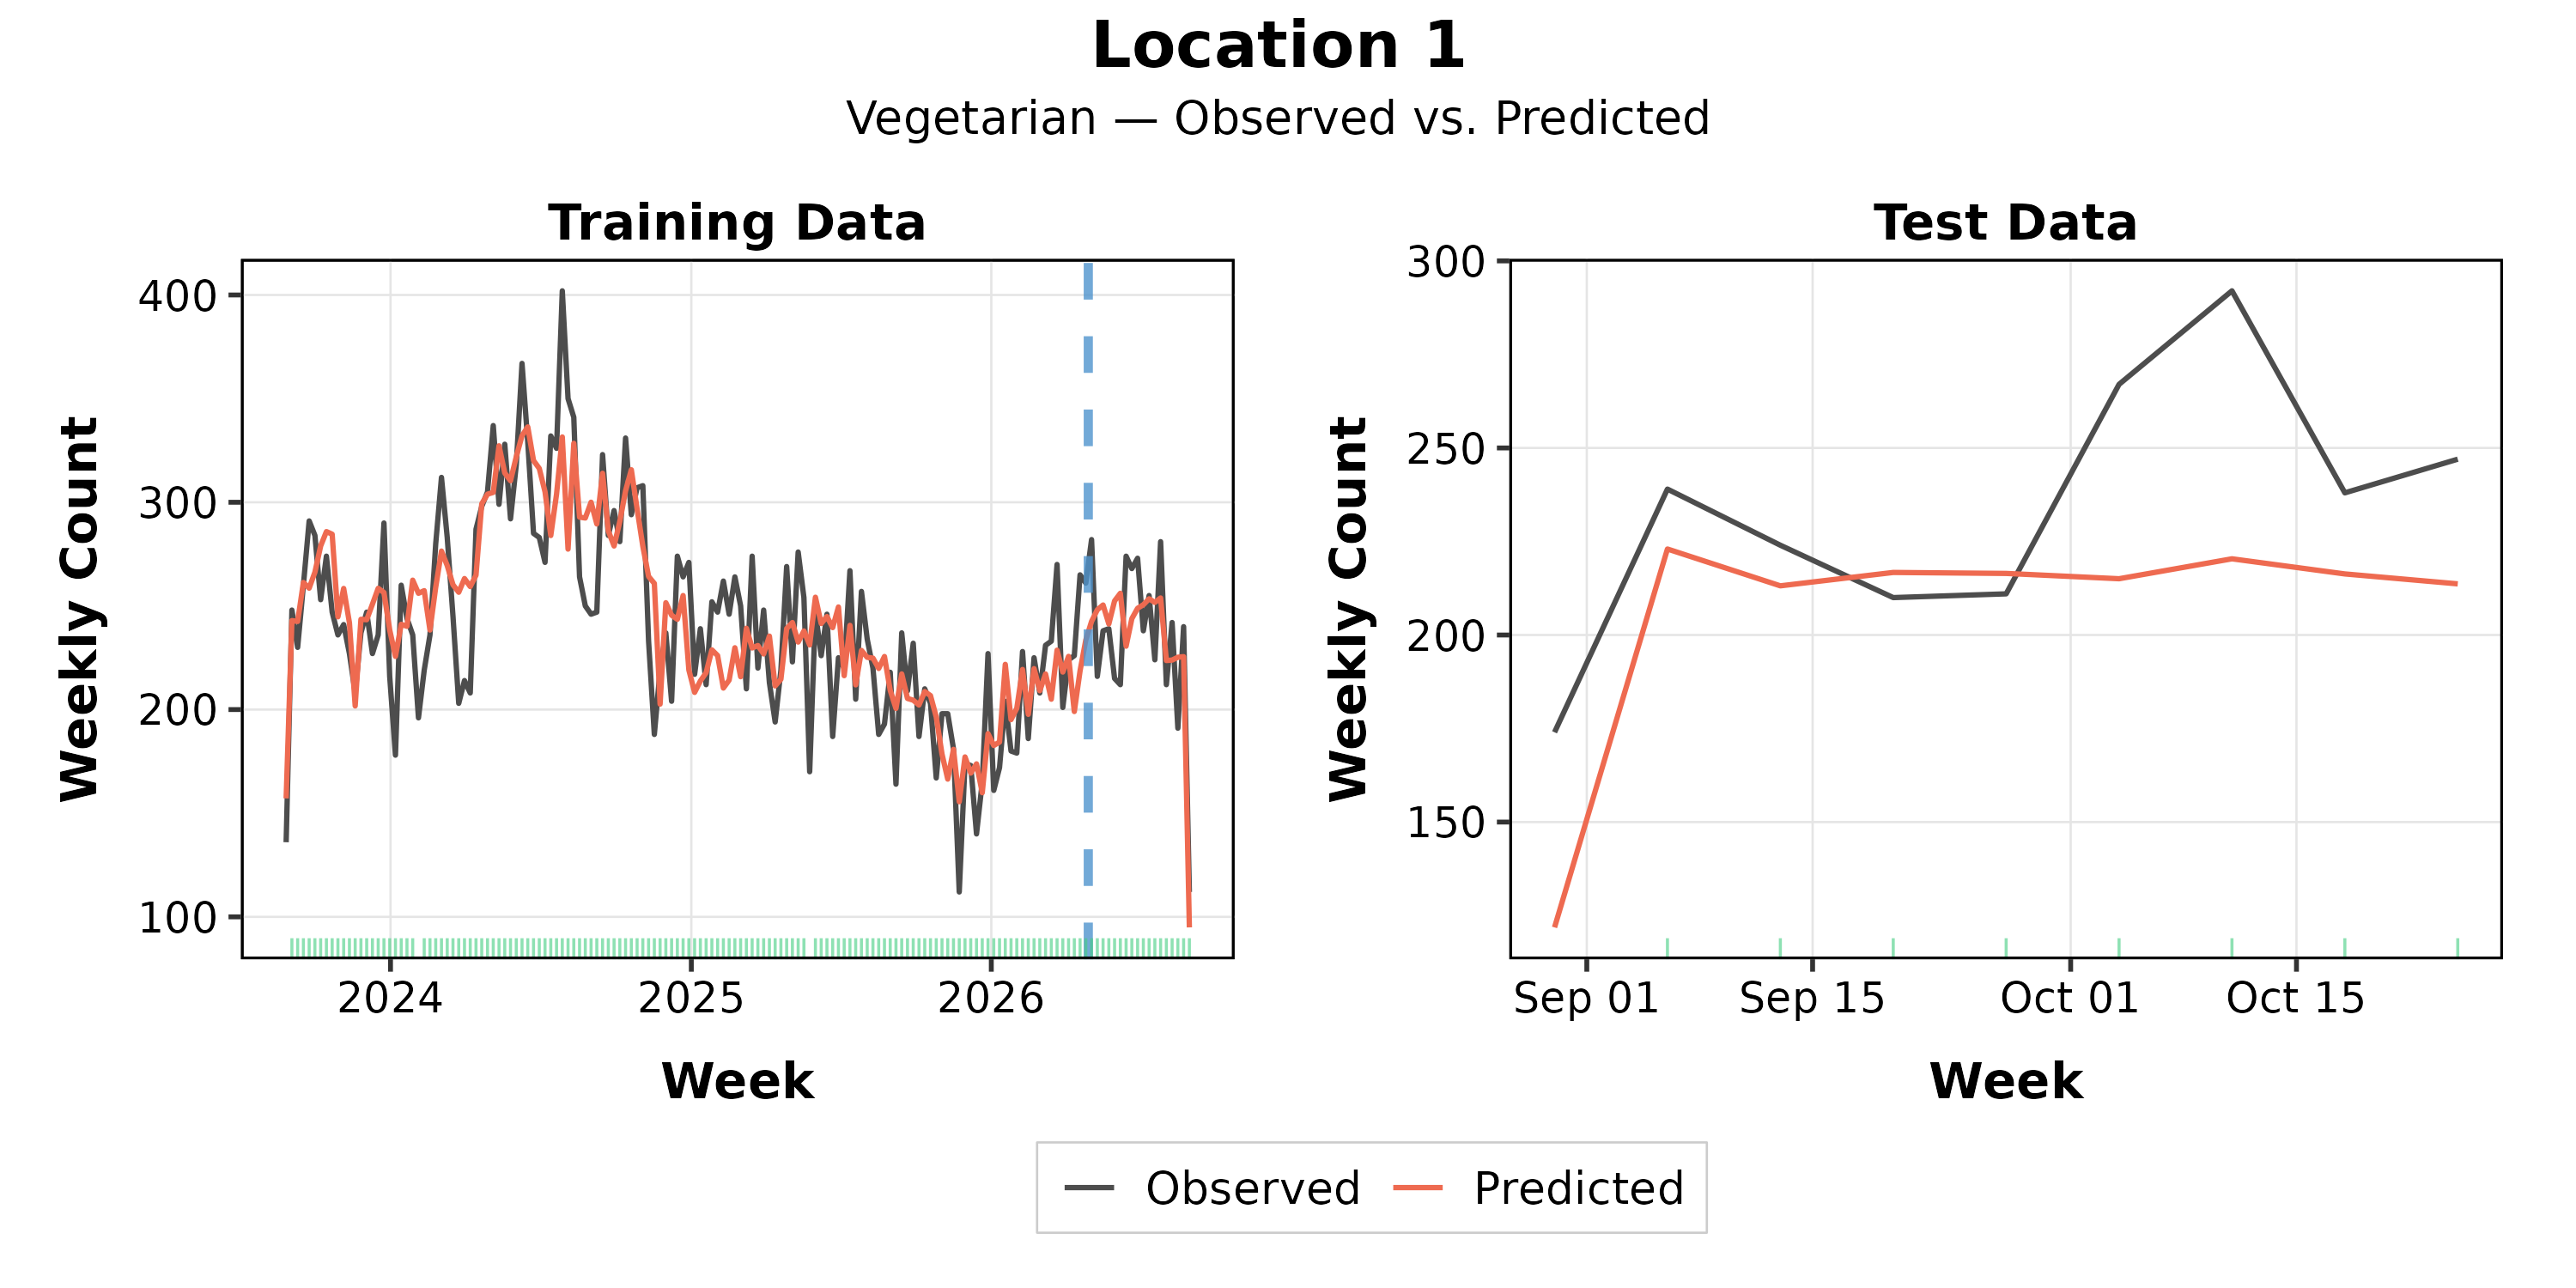 Location 1
Vegetarian — Observed vs. Predicted
Training Data
Weekly Count
400
300
200
100
2024
2025
2026
Week
Test Data
Weekly Count
300
250
200
150
Sep 01
Sep 15
Oct 01
Oct 15
Week
Observed
Predicted